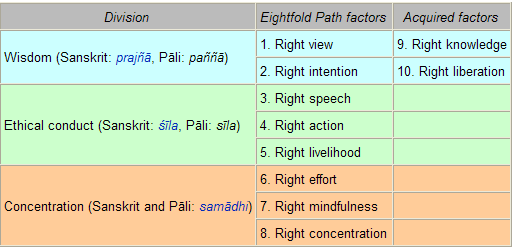 Division Eightfold Path factors Acquired factors
Wisdom (Sanskrit: prajñā, Pāli: paññā)
1. Right view 9. Right knowledge
2. Right intention 10. Right liberation
Ethical conduct (Sanskrit: śīla, Pāli: sīla)
3. Right speech
4. Right action
5. Right livelihood
Concentration (Sanskrit and Pāli: samādhi)
6. Right effort
7. Right mindfulness
8. Right concentration